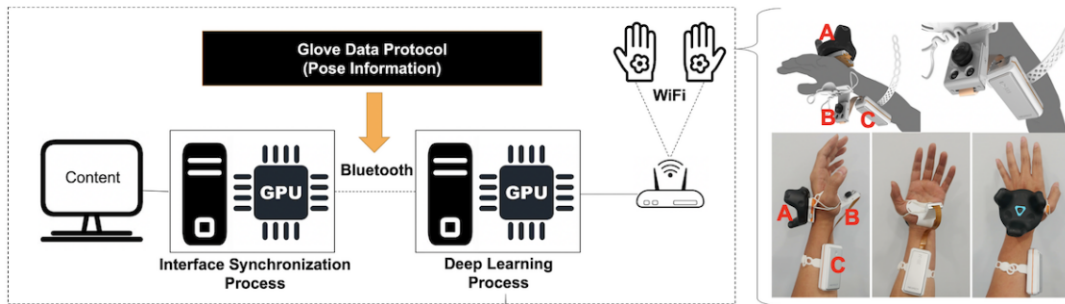 Glove Data Protocol
(Pose Information)
WiFi
Content
GPU
Bluetooth
GPU
Interface Synchronization
Process
Deep Learning
Process
A
B
C
A
B
C